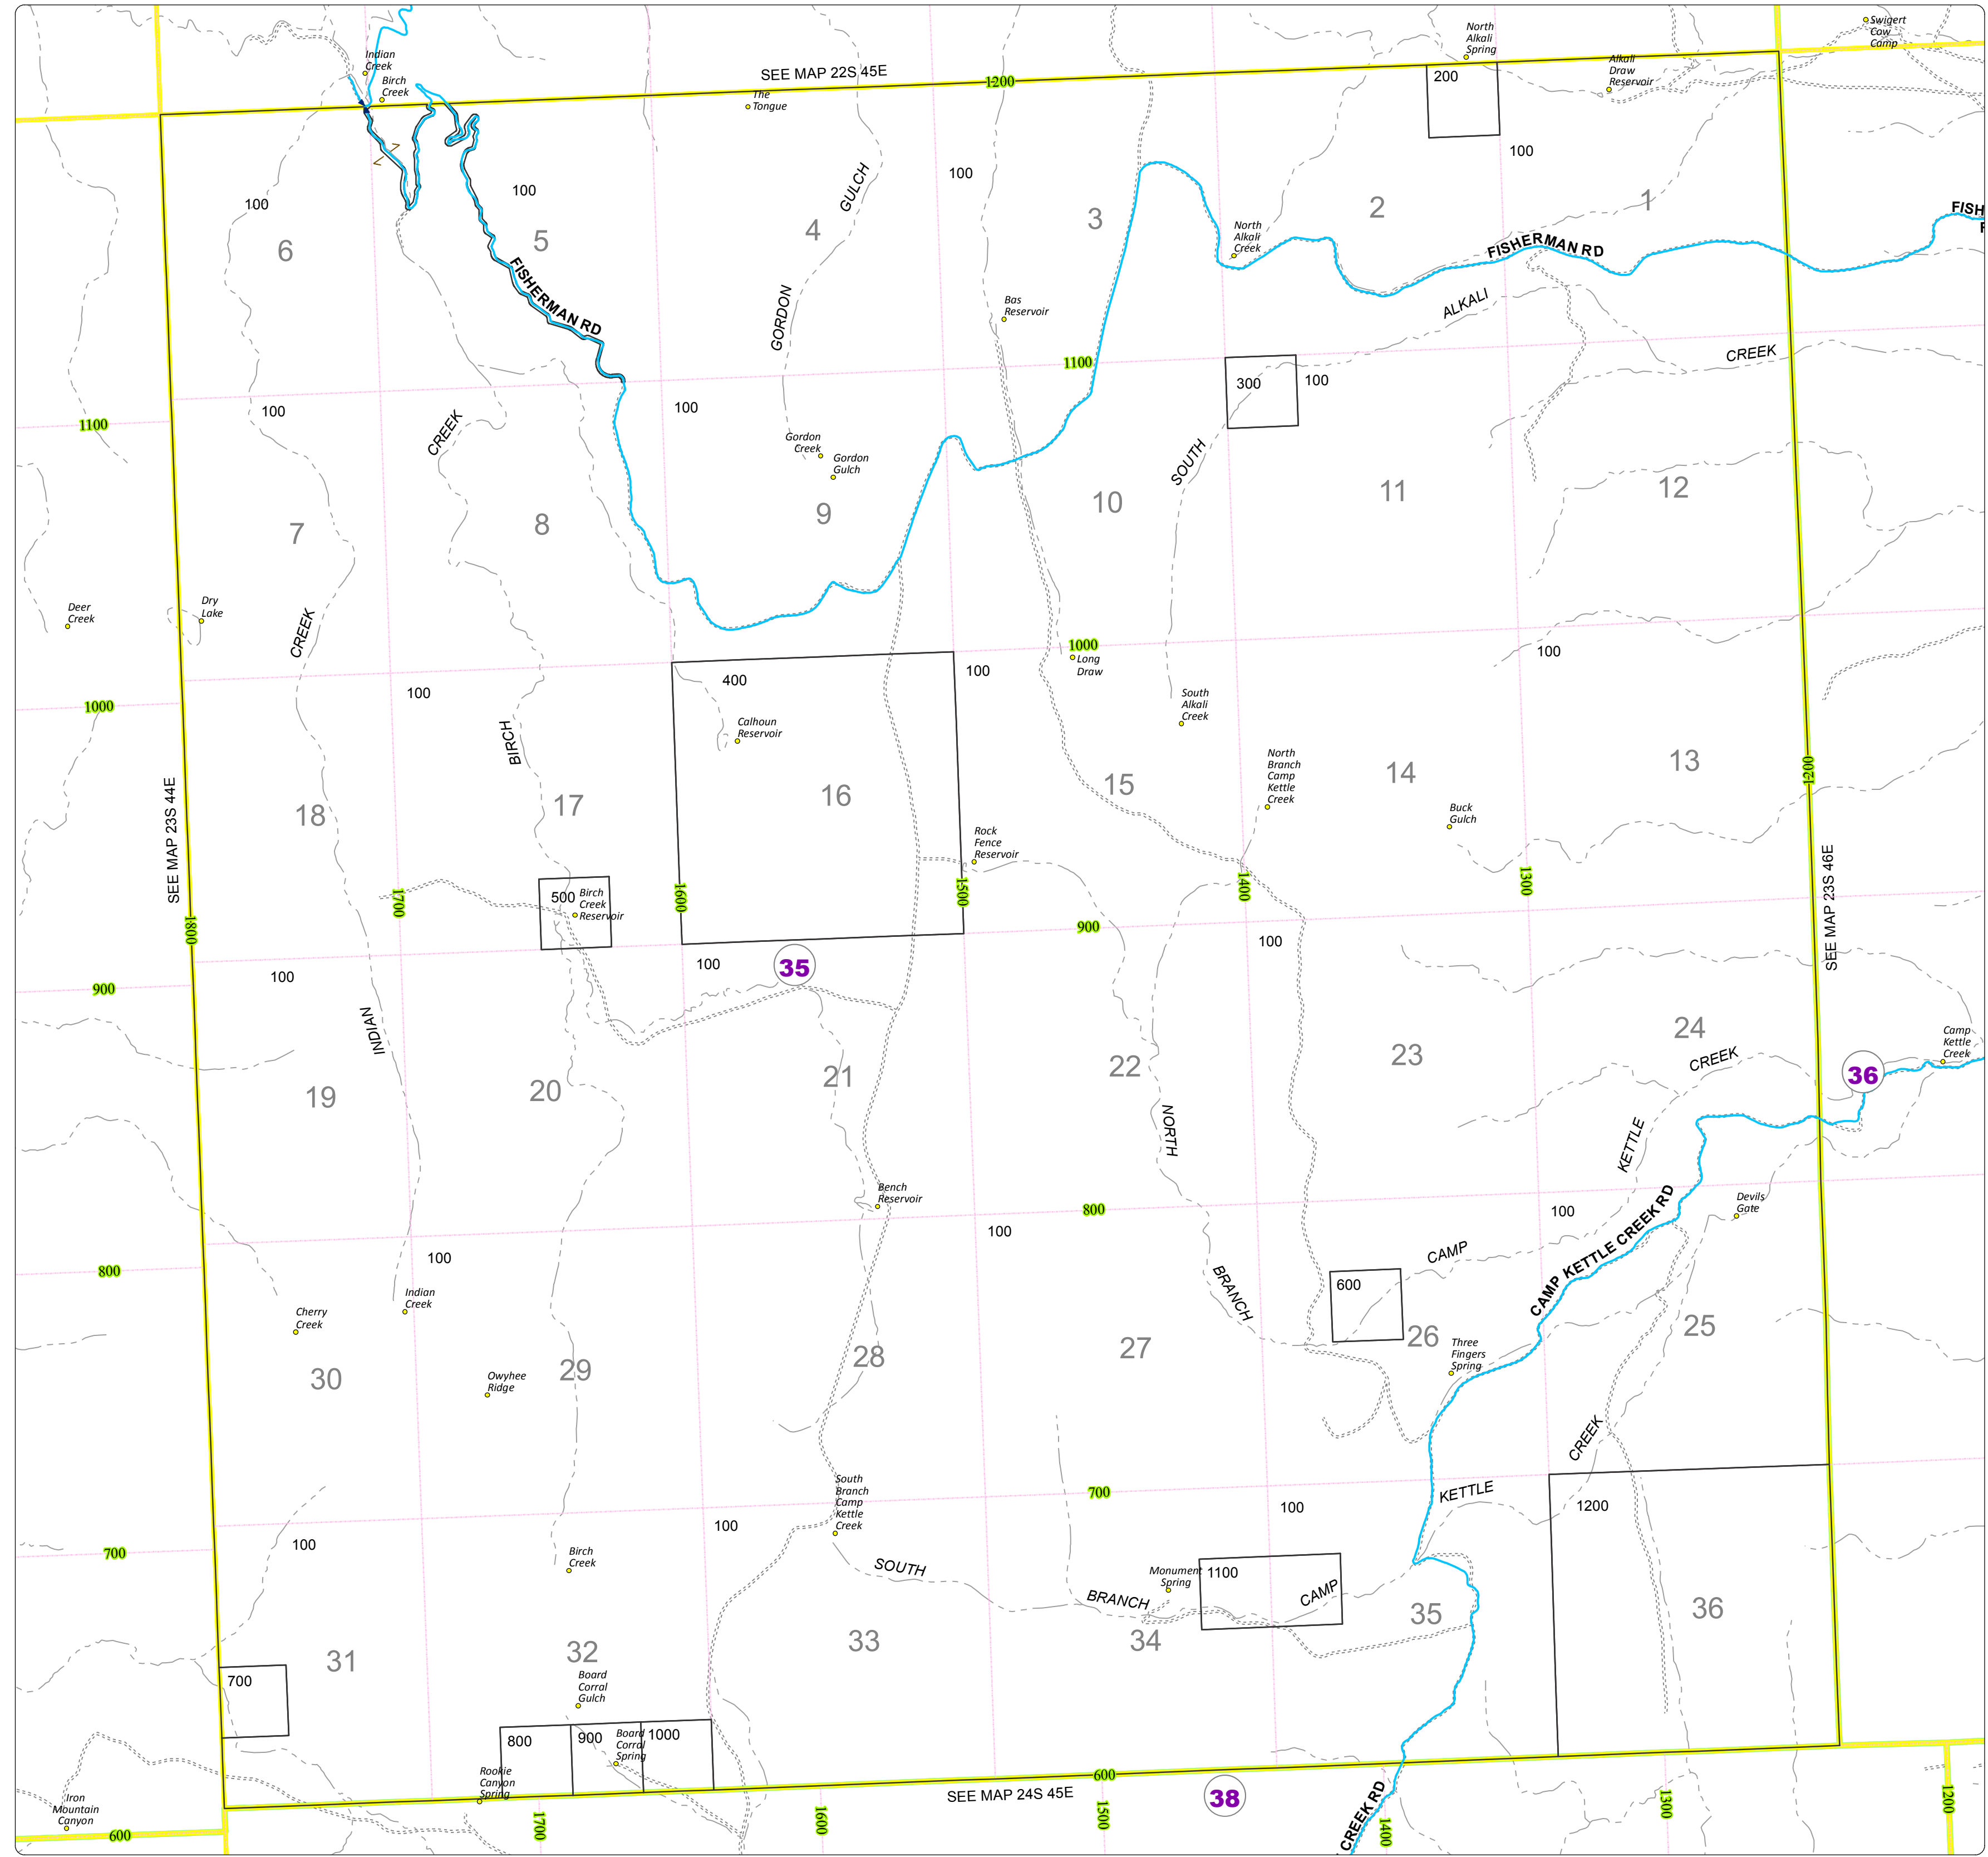 Swigert
Cow
Camp
North
Alkali
Spring
Indian
Creek
Birch
Creek
SEE MAP 22S 45E
1200
200
Alkali
Draw
Reservoir
The
Tongue
100
100
100
100
GULCH
6
5
4
3
2
1
FISH
F
North
Alkali
Creek
FISHERMAN RD
FISHERMAN RD
GORDON
Bas
Reservoir
ALKALI
CREEK
1100
300
100
100
100
1100
CREEK
Gordon
Creek
Gordon
Gulch
SOUTH
7
8
9
10
11
12
Deer
Creek
Dry
Lake
CREEK
1000
Long
Draw
100
100
400
100
1000
South
Alkali
Creek
BIRCH
Calhoun
Reservoir
North
Branch
Camp
Kettle
Creek
18
17
16
15
14
13
1200
SEE MAP 23S 44E
Buck
Gulch
Rock
Fence
Reservoir
SEE MAP 23S 46E
1800
1700
500
Birch
Creek
Reservoir
1600
1500
1400
1300
900
100
100
35
100
900
INDIAN
19
20
21
22
23
24
CREEK
Camp
Kettle
Creek
36
NORTH
KETTLE
Bench
Reservoir
800
100
100
100
Devils
Gate
800
BRANCH
CAMP
600
CAMP KETTLE CREEK RD
Cherry
Creek
Indian
Creek
30
29
28
27
26
25
Owyhee
Ridge
Three
Fingers
Spring
CREEK
700
South
Branch
Camp
Kettle
Creek
KETTLE
100
100
100
1200
700
Birch
Creek
SOUTH
BRANCH
Monument
Spring
1100
CAMP
31
32
33
34
35
36
700
Board
Corral
Gulch
800
900
Board
Corral
Spring
1000
Rookie
Canyon
Spring
Iron
Mountain
Canyon
600
SEE MAP 24S 45E
600
38
1700
1600
1500
1400
1300
1200
CREEK RD